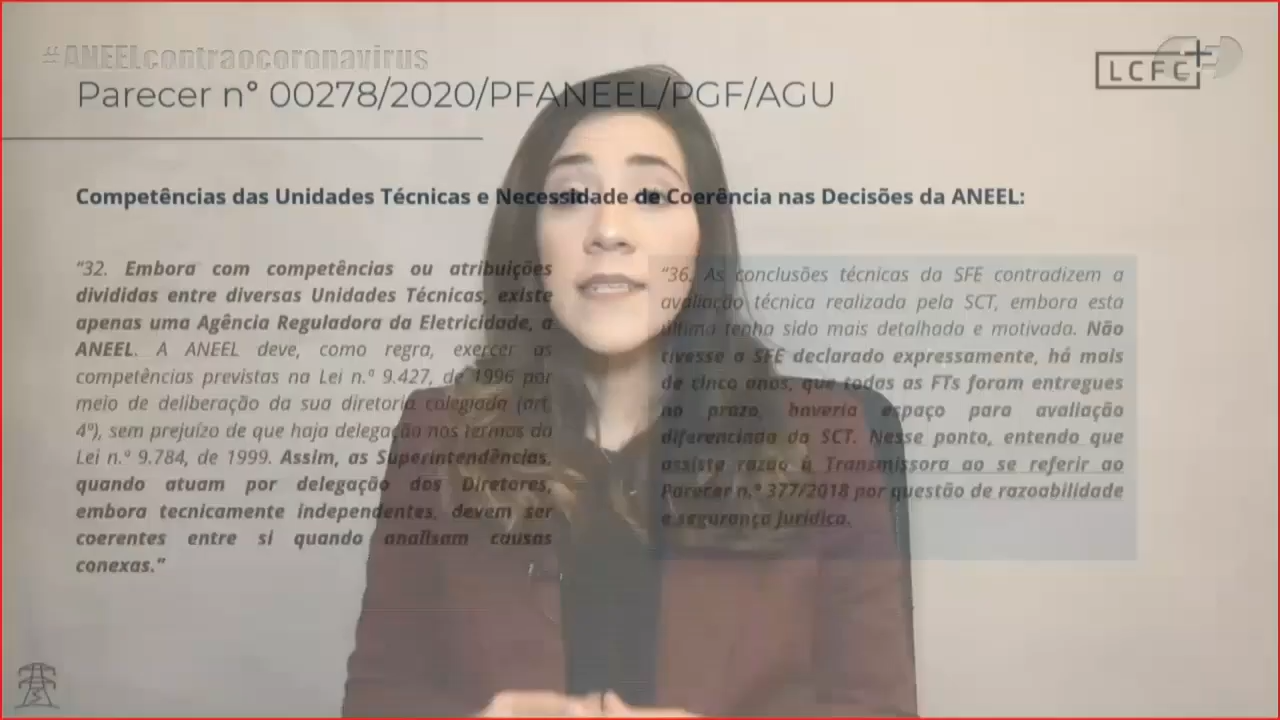 #ANEELcontraocoronavirus
LCFC
Parecer n° 00278/2020/PFANEEL/PGF/AGU
Competências das Unidades Técnicas e Necessidade de Coerência nas Decisões da ANEEL:
“32. Embora com competências ou atribuições
divididas entre diversas Unidades Técnicas, existe
apenas uma Agência Reguladora da Eletricidade, a
ANEEL. A ANEEL deve, como regra, exercer as
competências previstas na Lei n.º 9.427, de 1996 por
meio de deliberação da sua diretoria colegiada (art.
4º), sem prejuízo de que haja delegação nos termos da
Lei n.º 9.784, de 1999. Assim, as Superintendências,
quando atuam por delegação dos Diretores,
embora tecnicamente independentes, devem ser
coerentes entre si quando analisam causas
conexas.”
“36. As conclusões técnicas da SFE contradizem a
avaliação técnica realizada pela SCT, embora esta
última tenha sido mais detalhada e motivada. Não
tivesse a SFE declarado expressamente, há mais
de cinco anos, que todas as FTs foram entregues
no prazo, haveria espaço para avaliação
diferenciada da SCT. Nesse ponto, entendo que
assiste razão à Transmissora ao se referir ao
Parecer n.º 377/2018 por questão de razoabilidade
e segurança jurídica.